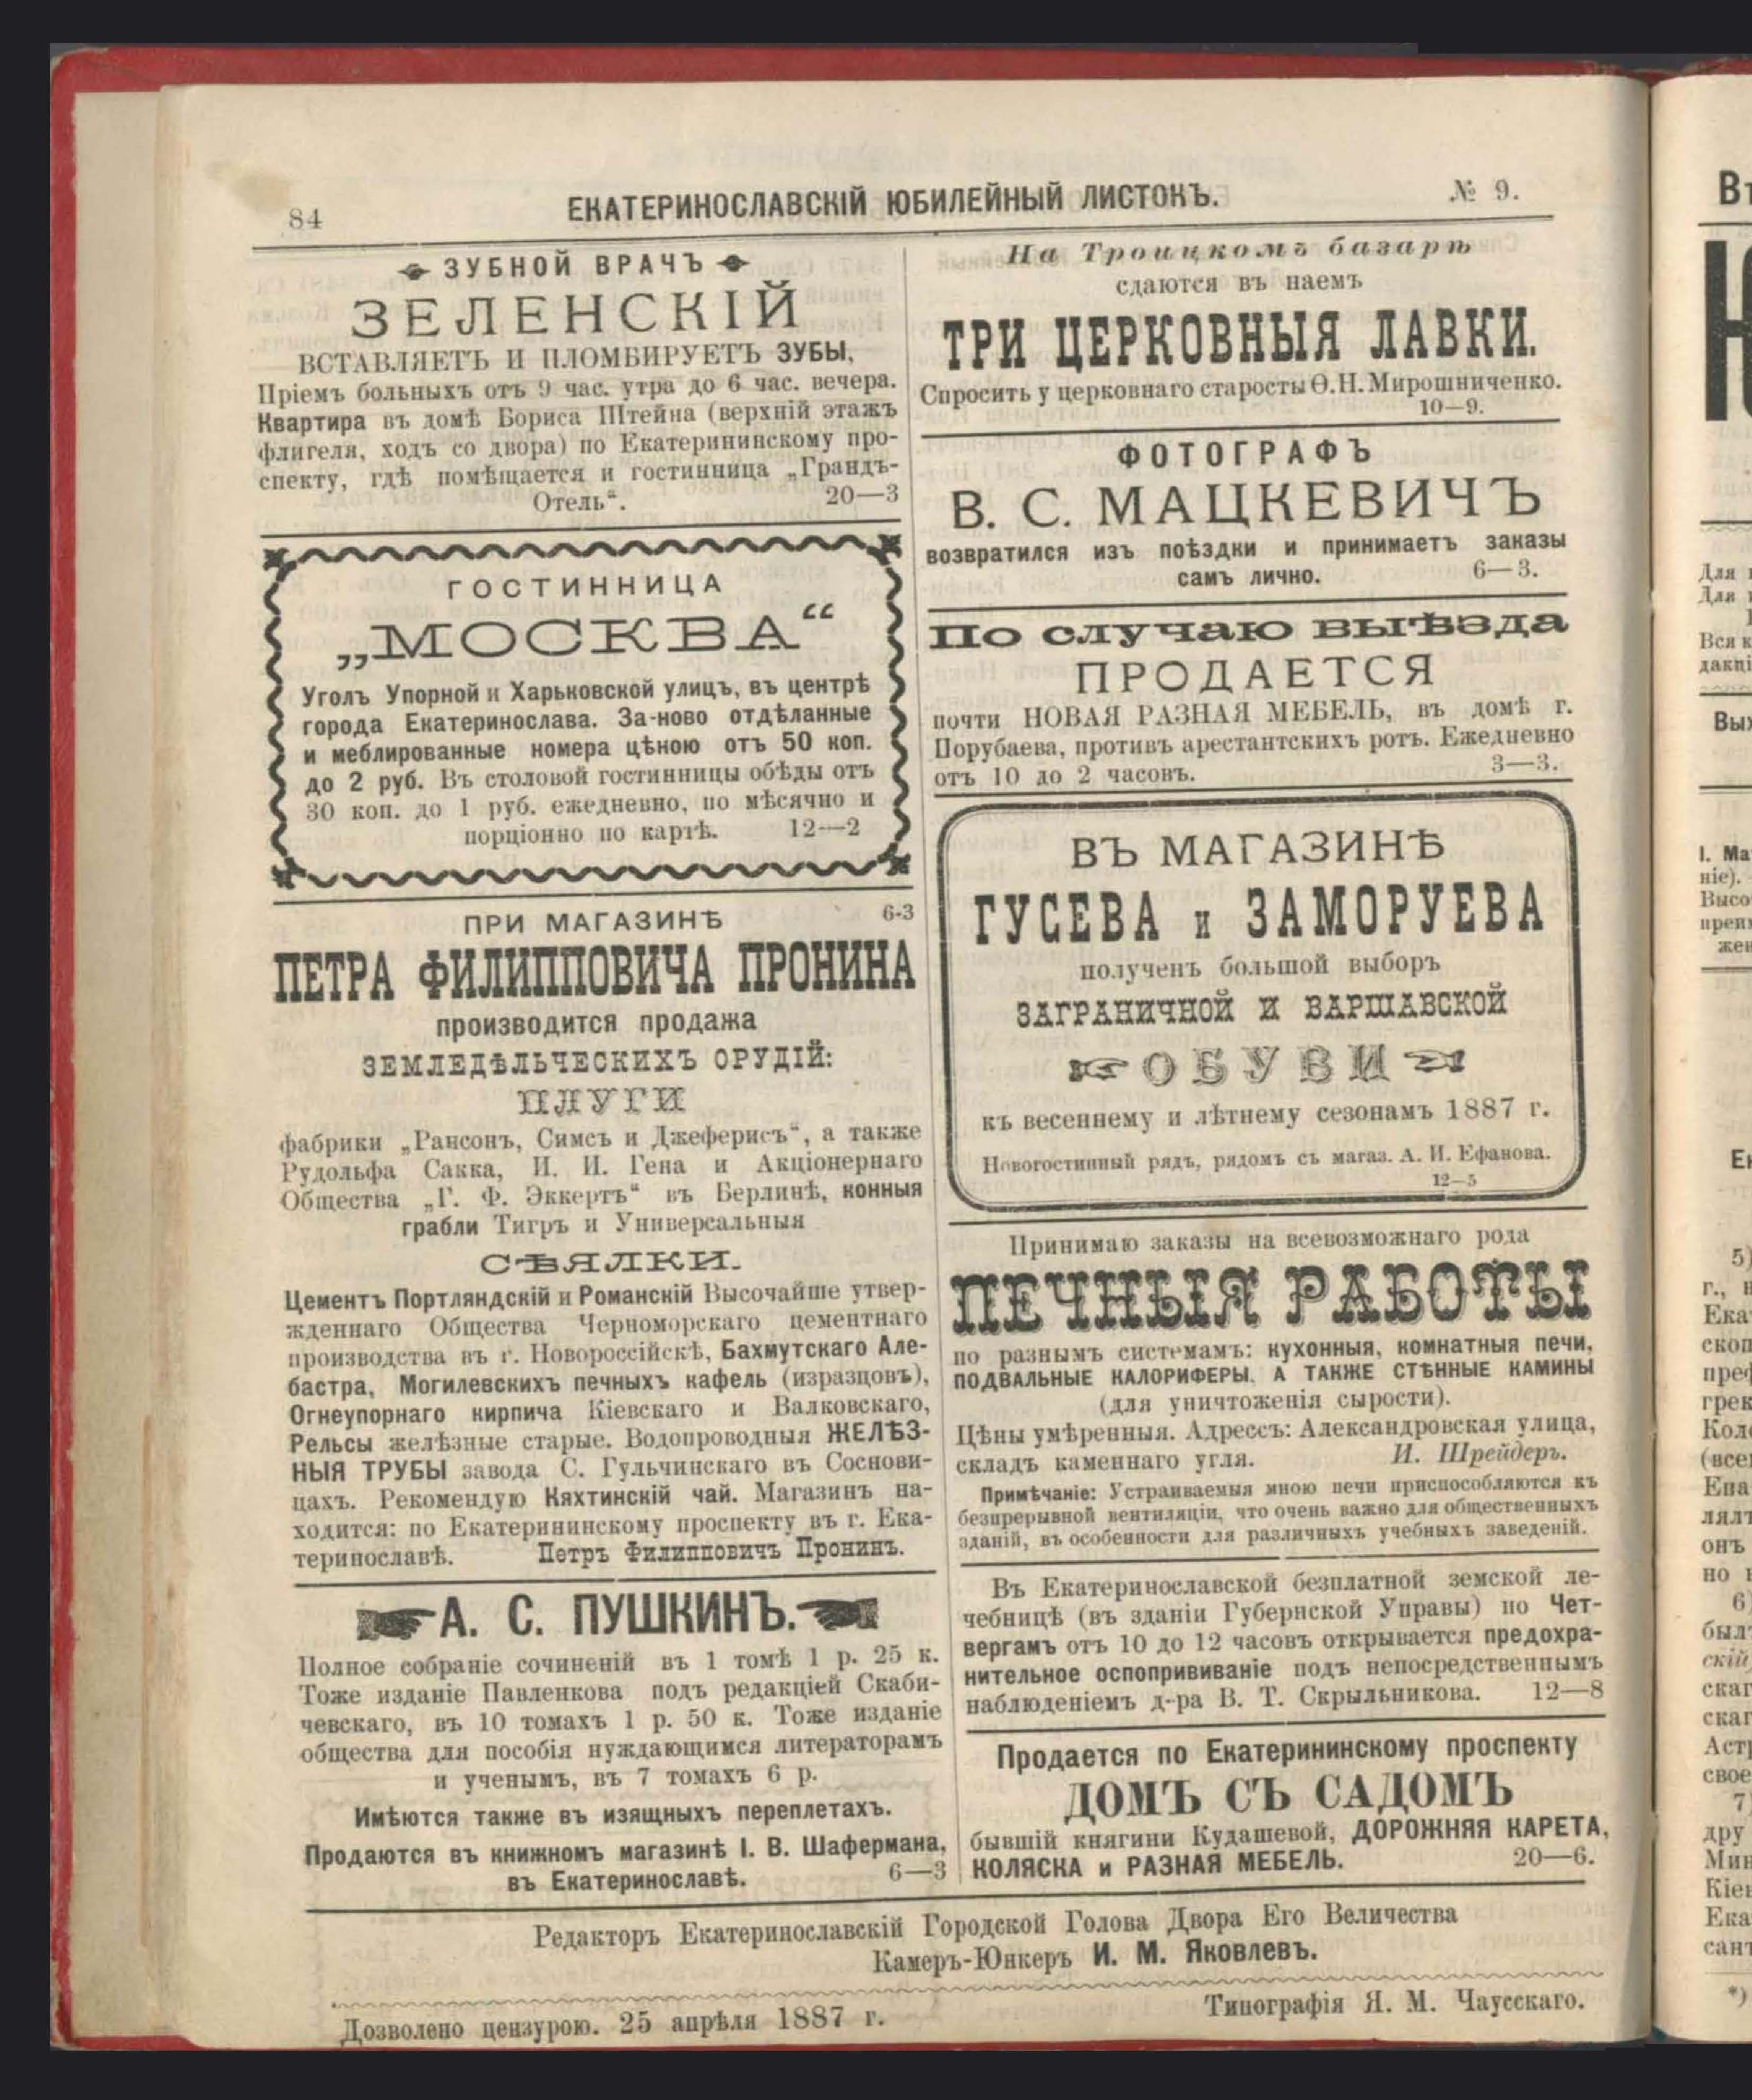 84
ЕКАТЕРИНОСЛАВСКІЙ ЮБИЛЕЙНЫЙ ЛИСТОКЪ.
№ 9.
ЗУБНОЙ ВРАЧЪ
ЗЕЛЕНСКІЙ
ВСТАВЛЯЕТЪ И ПЛОМБИРУЕТЪ ЗУБЫ,
Пріемъ больныхъ отъ 9 час. утра до 6 час. вечера.
Квартира въ домѣ Бориса Штейна (верхній этажъ
флигеля, ходъ со двора) по Екатерининскому про-
спекту, гдѣ помѣщается и гостинница „Грандъ-
Отель“. 20—3
ГОСТИННИЦА
„МОСКВА“
Уголъ Упорной и Харьковской улицъ, въ центрѣ
города Екатеринослава. За-ново отдѣланные
и меблированные номера цѣною отъ 50 коп.
до 2 руб. Въ столовой гостинницы обѣды отъ
30 коп. до 1 руб. ежедневно, по мѣсячно и
порціонно по картѣ. 12—2
ПРИ МАГАЗИНѢ 6-3
ПЕТРА ФИЛИППОВИЧА ПРОНИНА
производится продажа
ЗЕМЛЕДѢЛЬЧЕСКИХЪ ОРУДІЙ:
ПЛУГИ
фабрики „Рансонъ, Симсъ и Джеферисъ“, а также
Рудольфа Сакка, И. И. Гена и Акціонернаго
Общества „Г. Ф. Эккертъ“ въ Берлинѣ, конныя
грабли Тигръ и Универсальныя
СѢЯЛКИ.
Цементъ Портляндскій и Романскій Высочайше утвер-
жденнаго Общества Черноморскаго цементнаго
производства въ г. Новороссійскѣ, Бахмутскаго Але-
бастра, Могилевскихъ печныхъ кафель (изразцовъ),
Огнеупорнаго кирпича Кіевскаго и Валковскаго,
Рельсы желѣзные старые. Водопроводныя ЖЕЛѢЗ-
НЫЯ ТРУБЫ завода С. Гульчинскаго въ Соснови-
цахъ. Рекомендую Кяхтинскій чай. Магазинъ на-
ходится: по Екатерининскому проспекту въ г. Ека-
теринославѣ. Петръ Филипповичъ Пронинъ.
А. С. ПУШКИНЪ.
Полное собраніе сочиненій въ 1 томѣ 1 р. 25 к.
Тоже изданіе Павленкова подъ редакціей Скаби-
чевскаго, въ 10 томахъ 1 р. 50 к. Тоже изданіе
общества для пособія нуждающимся литераторамъ
и ученымъ, въ 7 томахъ 6 р.
Имѣются также въ изящныхъ переплетахъ.
Продаются въ книжномъ магазинѣ І. В. Шафермана,
въ Екатеринославѣ. 6—3
На Троицкомъ базарѣ
сдаются въ наемъ
ТРИ ЦЕРКОВНЫЯ ЛАВКИ.
Спросить у церковнаго старосты Ѳ. Н. Мирошниченко.
10—9.
ФОТОГРАФЪ
В. С. МАЦКЕВИЧЪ
возвратился изъ поѣздки и принимаетъ заказы
самъ лично. 6—3.
По случаю выѣзда
ПРОДАЕТСЯ
почти НОВАЯ РАЗНАЯ МЕБЕЛЬ, въ домѣ г.
Порубаева, противъ арестантскихъ ротъ. Ежедневно
отъ 10 до 2 часовъ. 3—3.
ВЪ МАГАЗИНѢ
ГУСЕВА и ЗАМОРУЕВА
полученъ большой выборъ
ЗАГРАНИЧНОЙ И ВАРШАВСКОЙ
ОБУВИ
къ весеннему и лѣтнему сезонамъ 1887 г.
Новогостинный рядъ, рядомъ съ магаз. А. И. Ефанова.
12—5
Принимаю заказы на всевозможнаго рода
ПЕЧНЫЯ РАБОТЫ
по разнымъ системамъ: кухонныя, комнатныя печи,
ПОДВАЛЬНЫЕ КАЛОРИФЕРЫ, А ТАКЖЕ СТѢННЫЕ КАМИНЫ
(для уничтоженія сырости).
Цѣны умѣренныя. Адрессъ: Александровская улица,
складъ каменнаго угля. И. Шрейдеръ.
Примѣчаніе: Устраиваемыя мною печи приспособляются къ
безпрерывной вентиляціи, что очень важно для общественныхъ
зданій, въ особенности для различныхъ учебныхъ заведеній.
Въ Екатеринославской безплатной земской ле-
чебницѣ (въ зданіи Губернской Управы) по Чет-
вергамъ отъ 10 до 12 часовъ открывается предохра-
нительное оспопрививаніе подъ непосредственнымъ
наблюденіемъ д-ра В. Т. Скрыльникова. 12—8
Продается по Екатерининскому проспекту
ДОМЪ СЪ САДОМЪ
бывшій княгини Кудашевой, ДОРОЖНЯЯ КАРЕТА,
КОЛЯСКА и РАЗНАЯ МЕБЕЛЬ. 20—6.
Редакторъ Екатеринославскій Городской Голова Двора Его Величества
Камеръ-Юнкеръ И. М. Яковлевъ.
Дозволено цензурою. 25 апрѣля 1887 г.
Типографія Я. М. Чаусскаго.